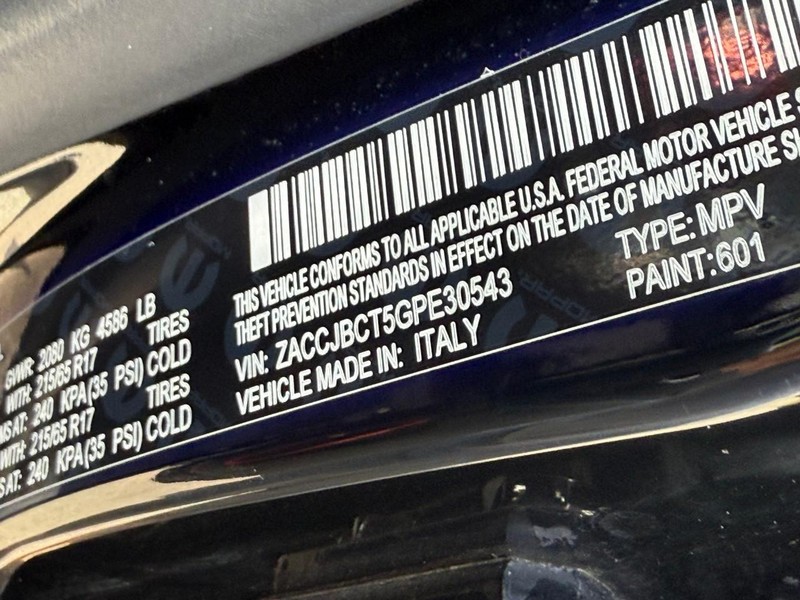 GVWR: 2080 KG 4586 LB
WITH: 215/65 R17 TIRES
AT: 240 KPA(35 PSI) COLD
WITH: 215/65 R17 TIRES
AT: 240 KPA(35 PSI) COLD
THIS VEHICLE CONFORMS TO ALL APPLICABLE U.S.A. FEDERAL MOTOR VEHICLE
THEFT PREVENTION STANDARDS IN EFFECT ON THE DATE OF MANUFACTURE
VIN: ZACCJBCT5GPE30543
TYPE: MPV
VEHICLE MADE IN: ITALY
PAINT: 601
MOPAR